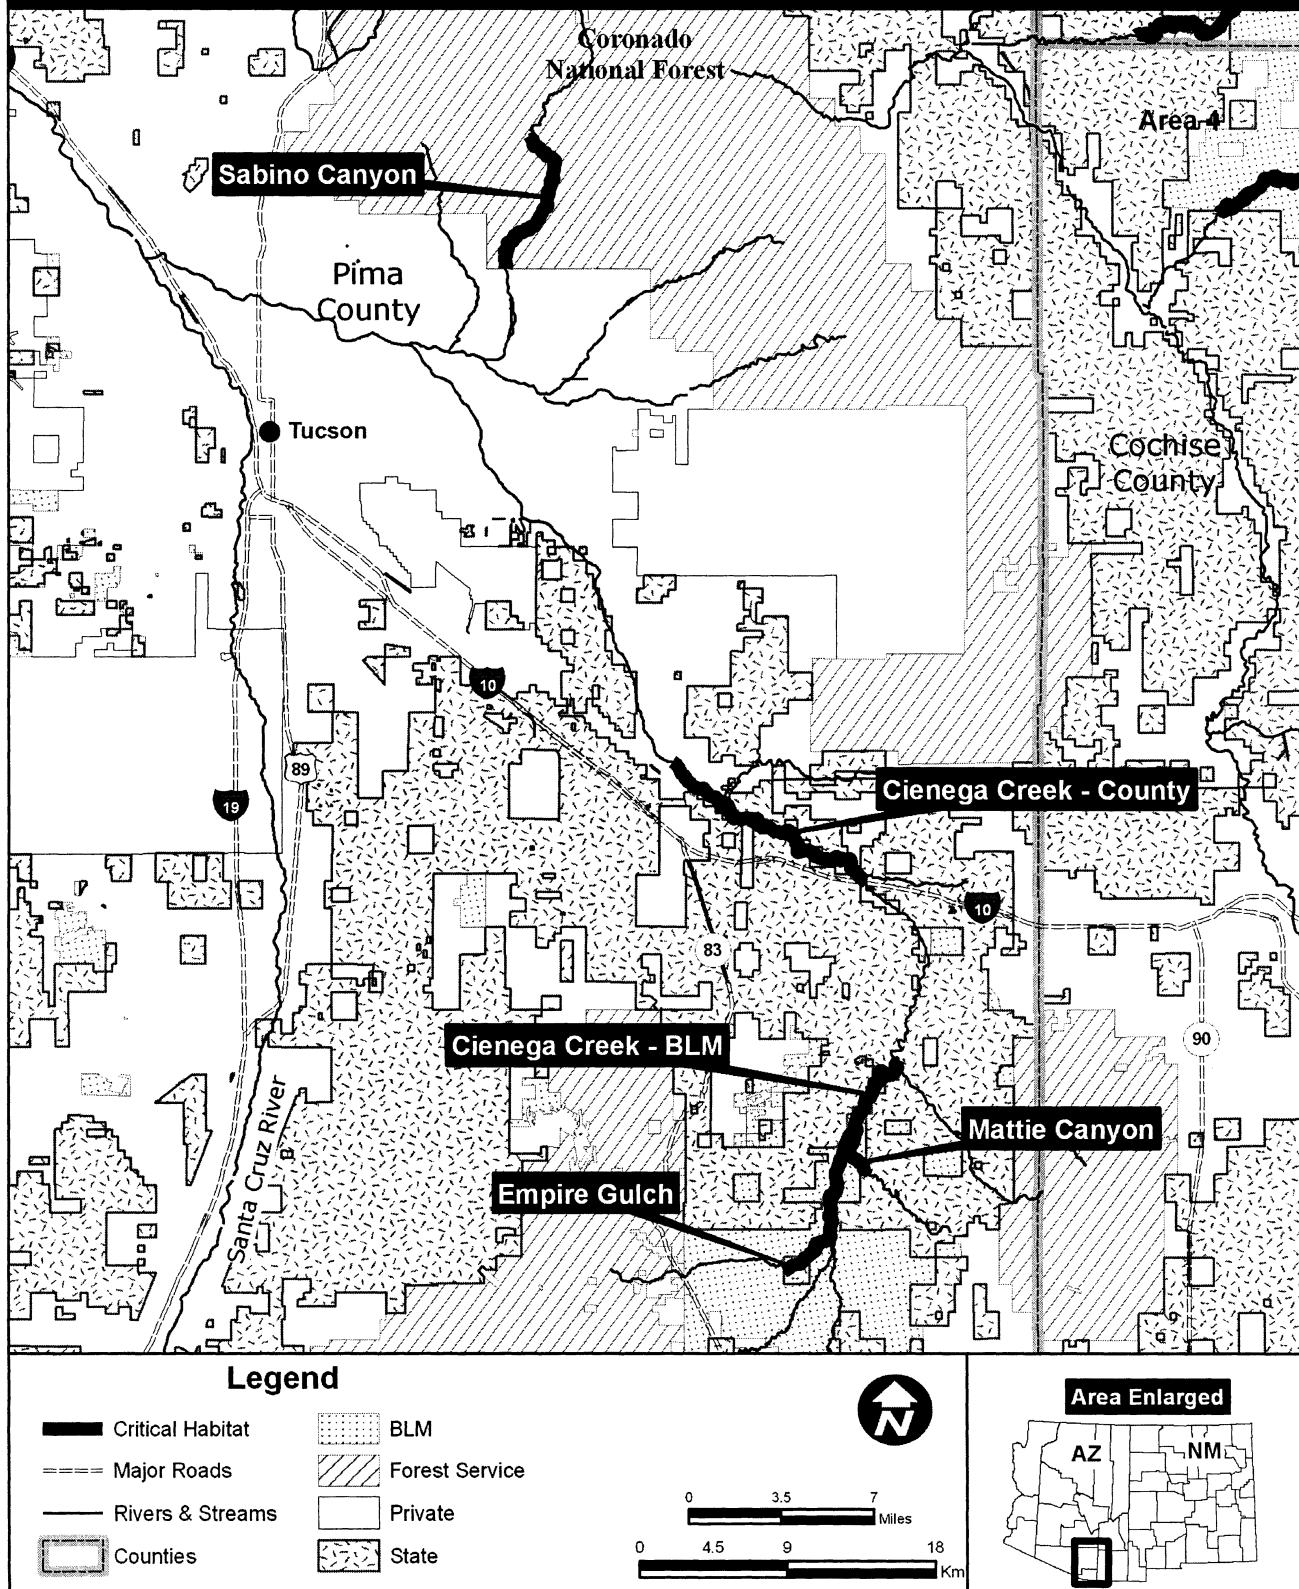 Coronado
National Forest
Area 4
Sabino Canyon
Pima
County
Tucson
Cochise
County
10
89
19
Cienega Creek - County
10
83
Cienega Creek - BLM
90
Mattie Canyon
Santa Cruz River
Empire Gulch
Legend
Critical Habitat
Major Roads
Rivers & Streams
Counties
BLM
Forest Service
Private
State
N
0 3.5 7
Miles
0 4.5 9 18
Km
Area Enlarged
AZ NM